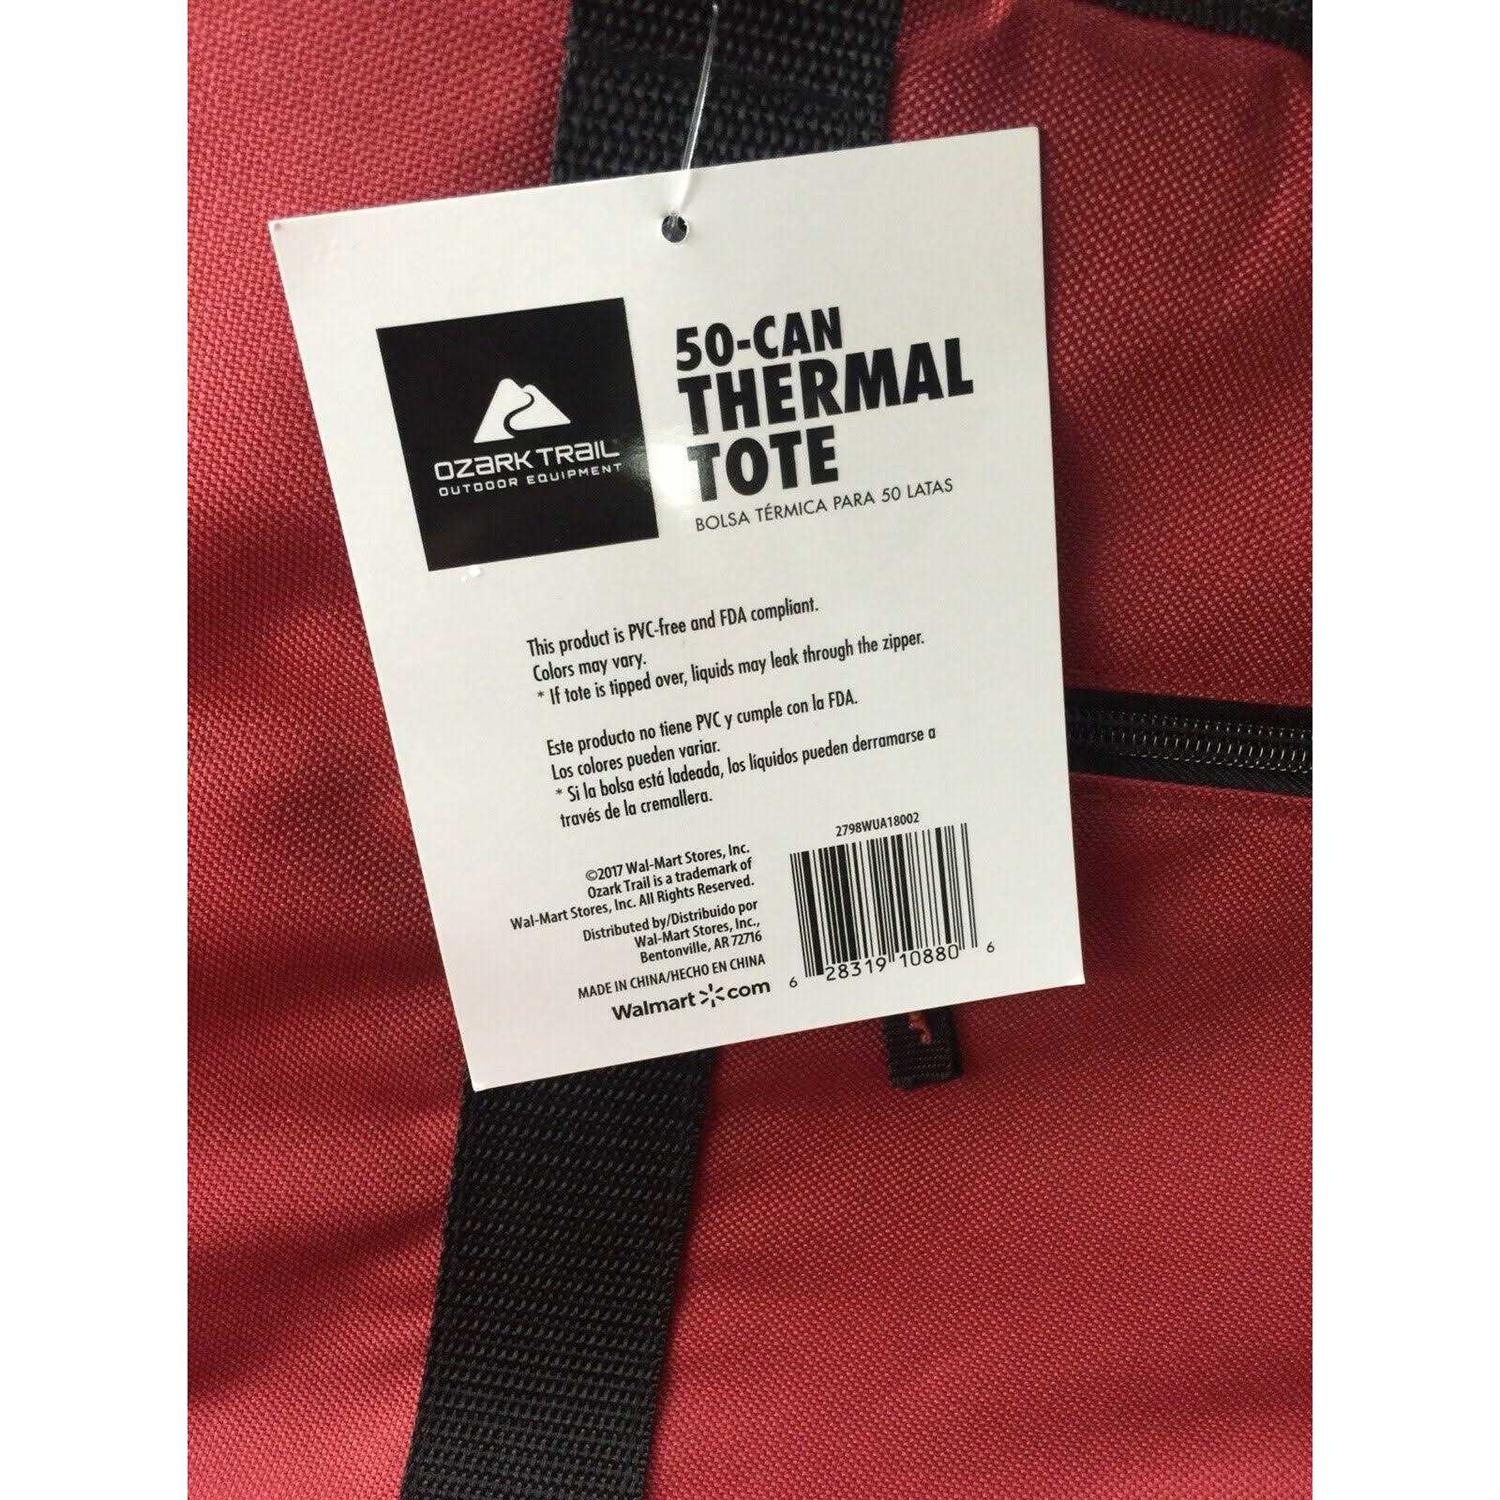 OZARK TRAIL
OUTDOOR EQUIPMENT
50-CAN
THERMAL
TOTE
BOLSA TÉRMICA PARA 50 LATAS
This product is PVC-free and FDA compliant.
Colors may vary.
* If tote is tipped over, liquids may leak through the zipper.
Este producto no tiene PVC y cumple con la FDA.
Los colores pueden variar.
* Si la bolsa está ladeada, los líquidos pueden derramarse a
través de la cremallera.
©2017 Wal-Mart Stores, Inc.
Ozark Trail is a trademark of
Wal-Mart Stores, Inc. All Rights Reserved.
Distributed by/Distribuido por
Wal-Mart Stores, Inc.,
Bentonville, AR 72716
MADE IN CHINA/HECHO EN CHINA
Walmart.com
2798WUA18002
6 28319 10880 6